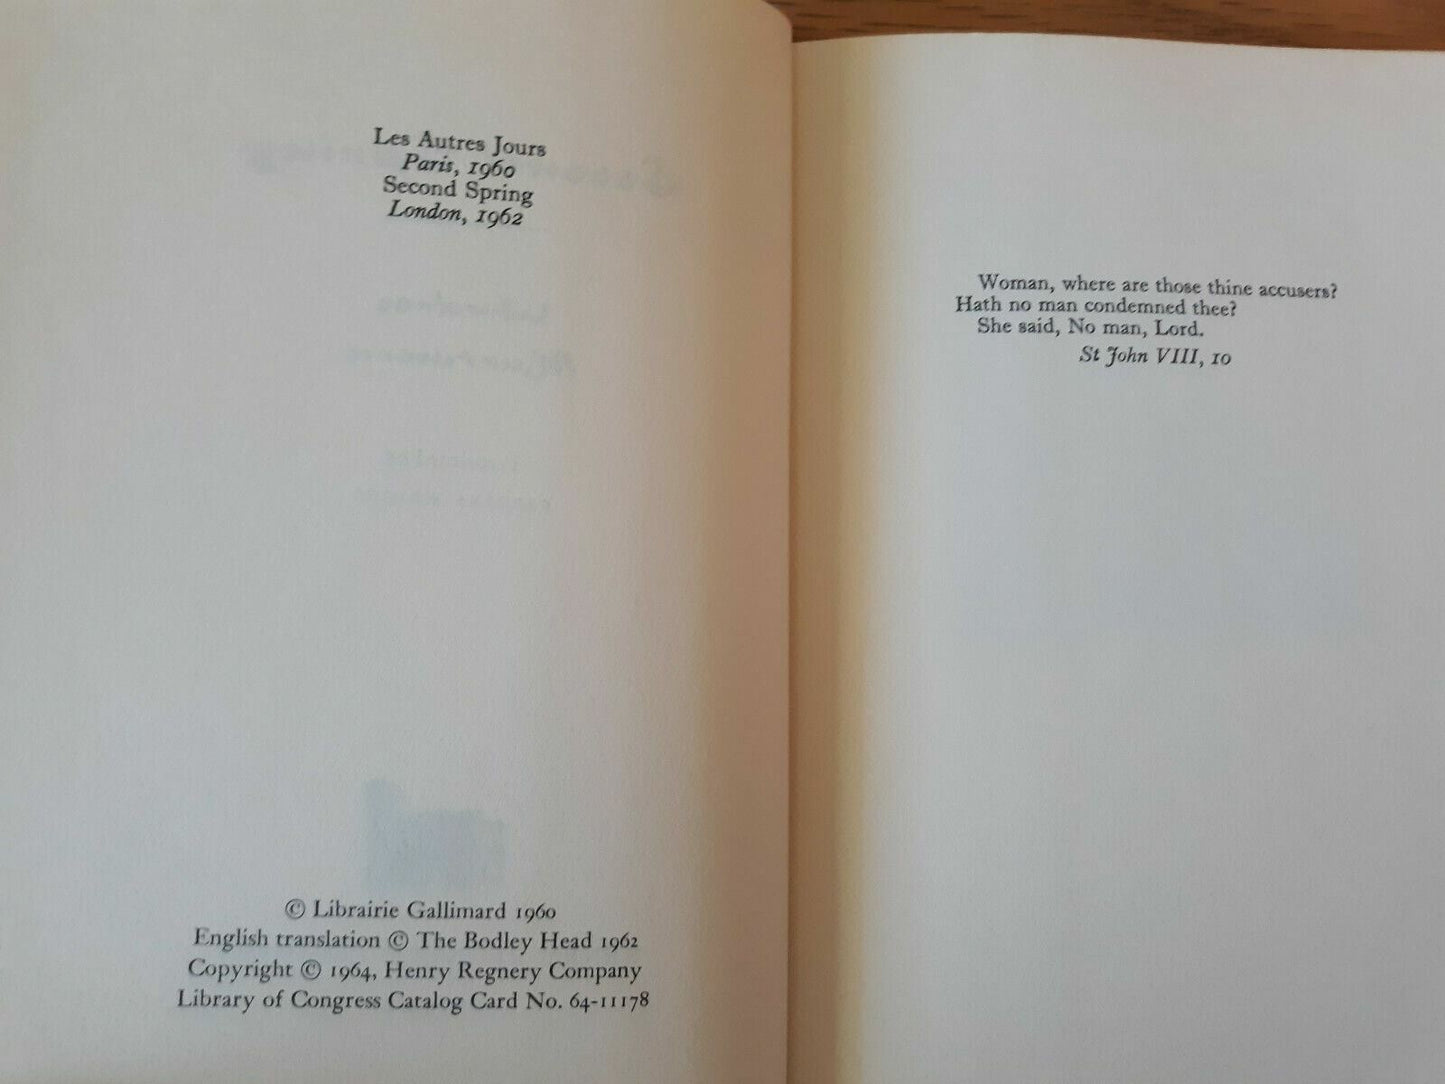 Les Autres Jours
Paris, 1960
Second Spring
London, 1962
© Librairie Gallimard 1960
English translation © The Bodley Head 1962
Copyright © 1964, Henry Regnery Company
Library of Congress Catalog Card No. 64-11178
Woman, where are those thine accusers?
Hath no man condemned thee?
She said, No man, Lord.
St John VIII, 10